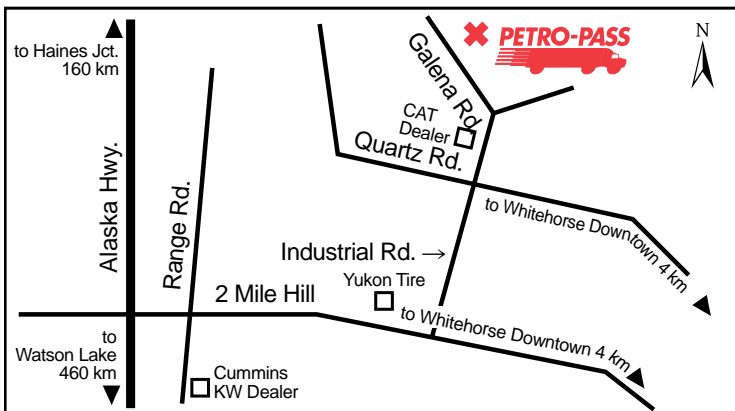 to Haines Jct.
160 km
Alaska Hwy.
Range Rd.
Galena Rd.
PETRO-PASS
N
CAT
Dealer
Quartz Rd.
to Whitehorse Downtown 4 km
Industrial Rd. →
Yukon Tire
2 Mile Hill
to Whitehorse Downtown 4 km
to
Watson Lake
460 km
Cummins
KW Dealer